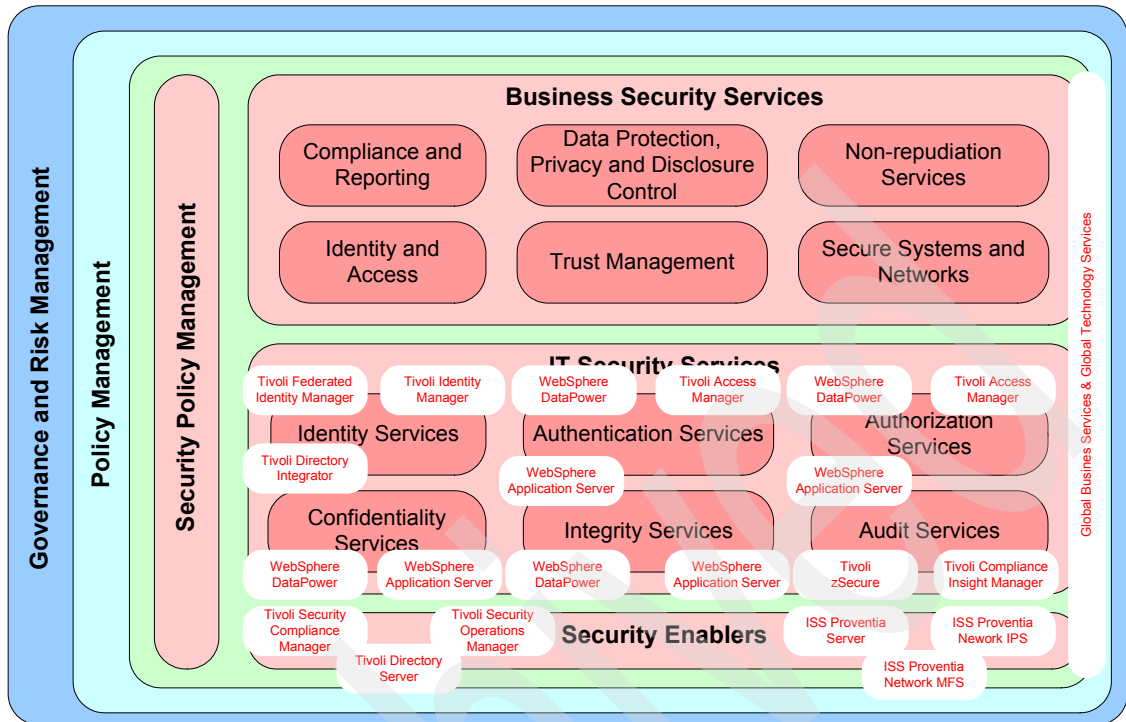 Governance and Risk Management
Policy Management
Security Policy Management
Business Security Services
Compliance and
Reporting
Data Protection,
Privacy and Disclosure
Control
Non-repudiation
Services
Identity and
Access
Trust Management
Secure Systems and
Networks
IT Security Services
Tivoli Federated
Identity Manager
Tivoli Identity
Manager
WebSphere
DataPower
Tivoli Access
Manager
WebSphere
DataPower
Tivoli Access
Manager
Identity Services
Authentication Services
Authorization
Services
Tivoli Directory
Integrator
WebSphere
Application Server
WebSphere
Application Server
Confidentiality
Services
Integrity Services
Audit Services
WebSphere
DataPower
WebSphere
Application Server
WebSphere
DataPower
WebSphere
Application Server
Tivoli
zSecure
Tivoli Compliance
Insight Manager
Tivoli Security
Compliance
Manager
Tivoli Security
Operations
Manager
Security Enablers
ISS Proventia
Server
ISS Proventia
Nework IPS
Tivoli Directory
Server
ISS Proventia
Network MFS
Global Busines Services & Global Technology Services